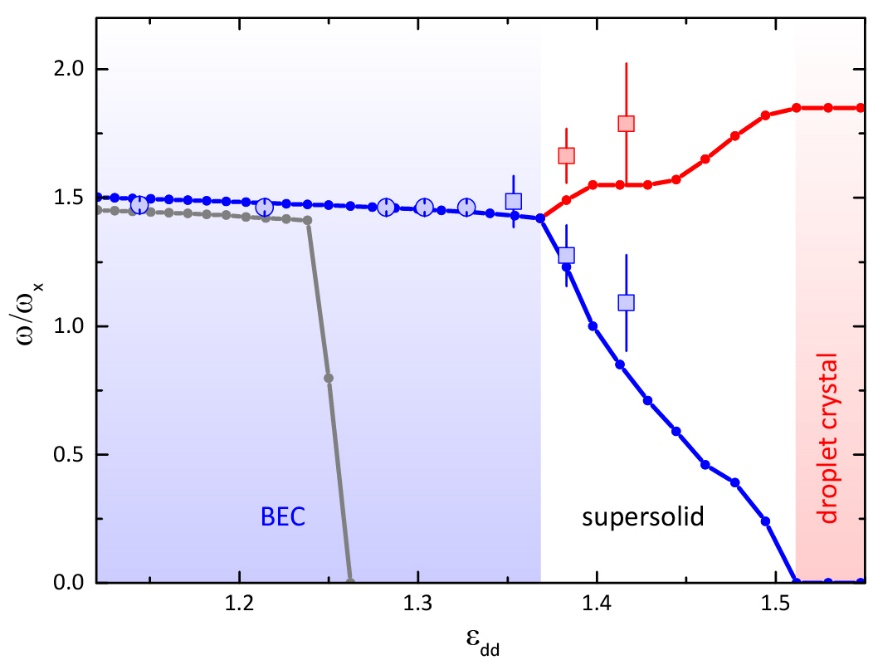 2.0
1.5
1.0
0.5
0.0
ω/ωx
BEC
supersolid
droplet crystal
1.2
1.3
1.4
1.5
εdd